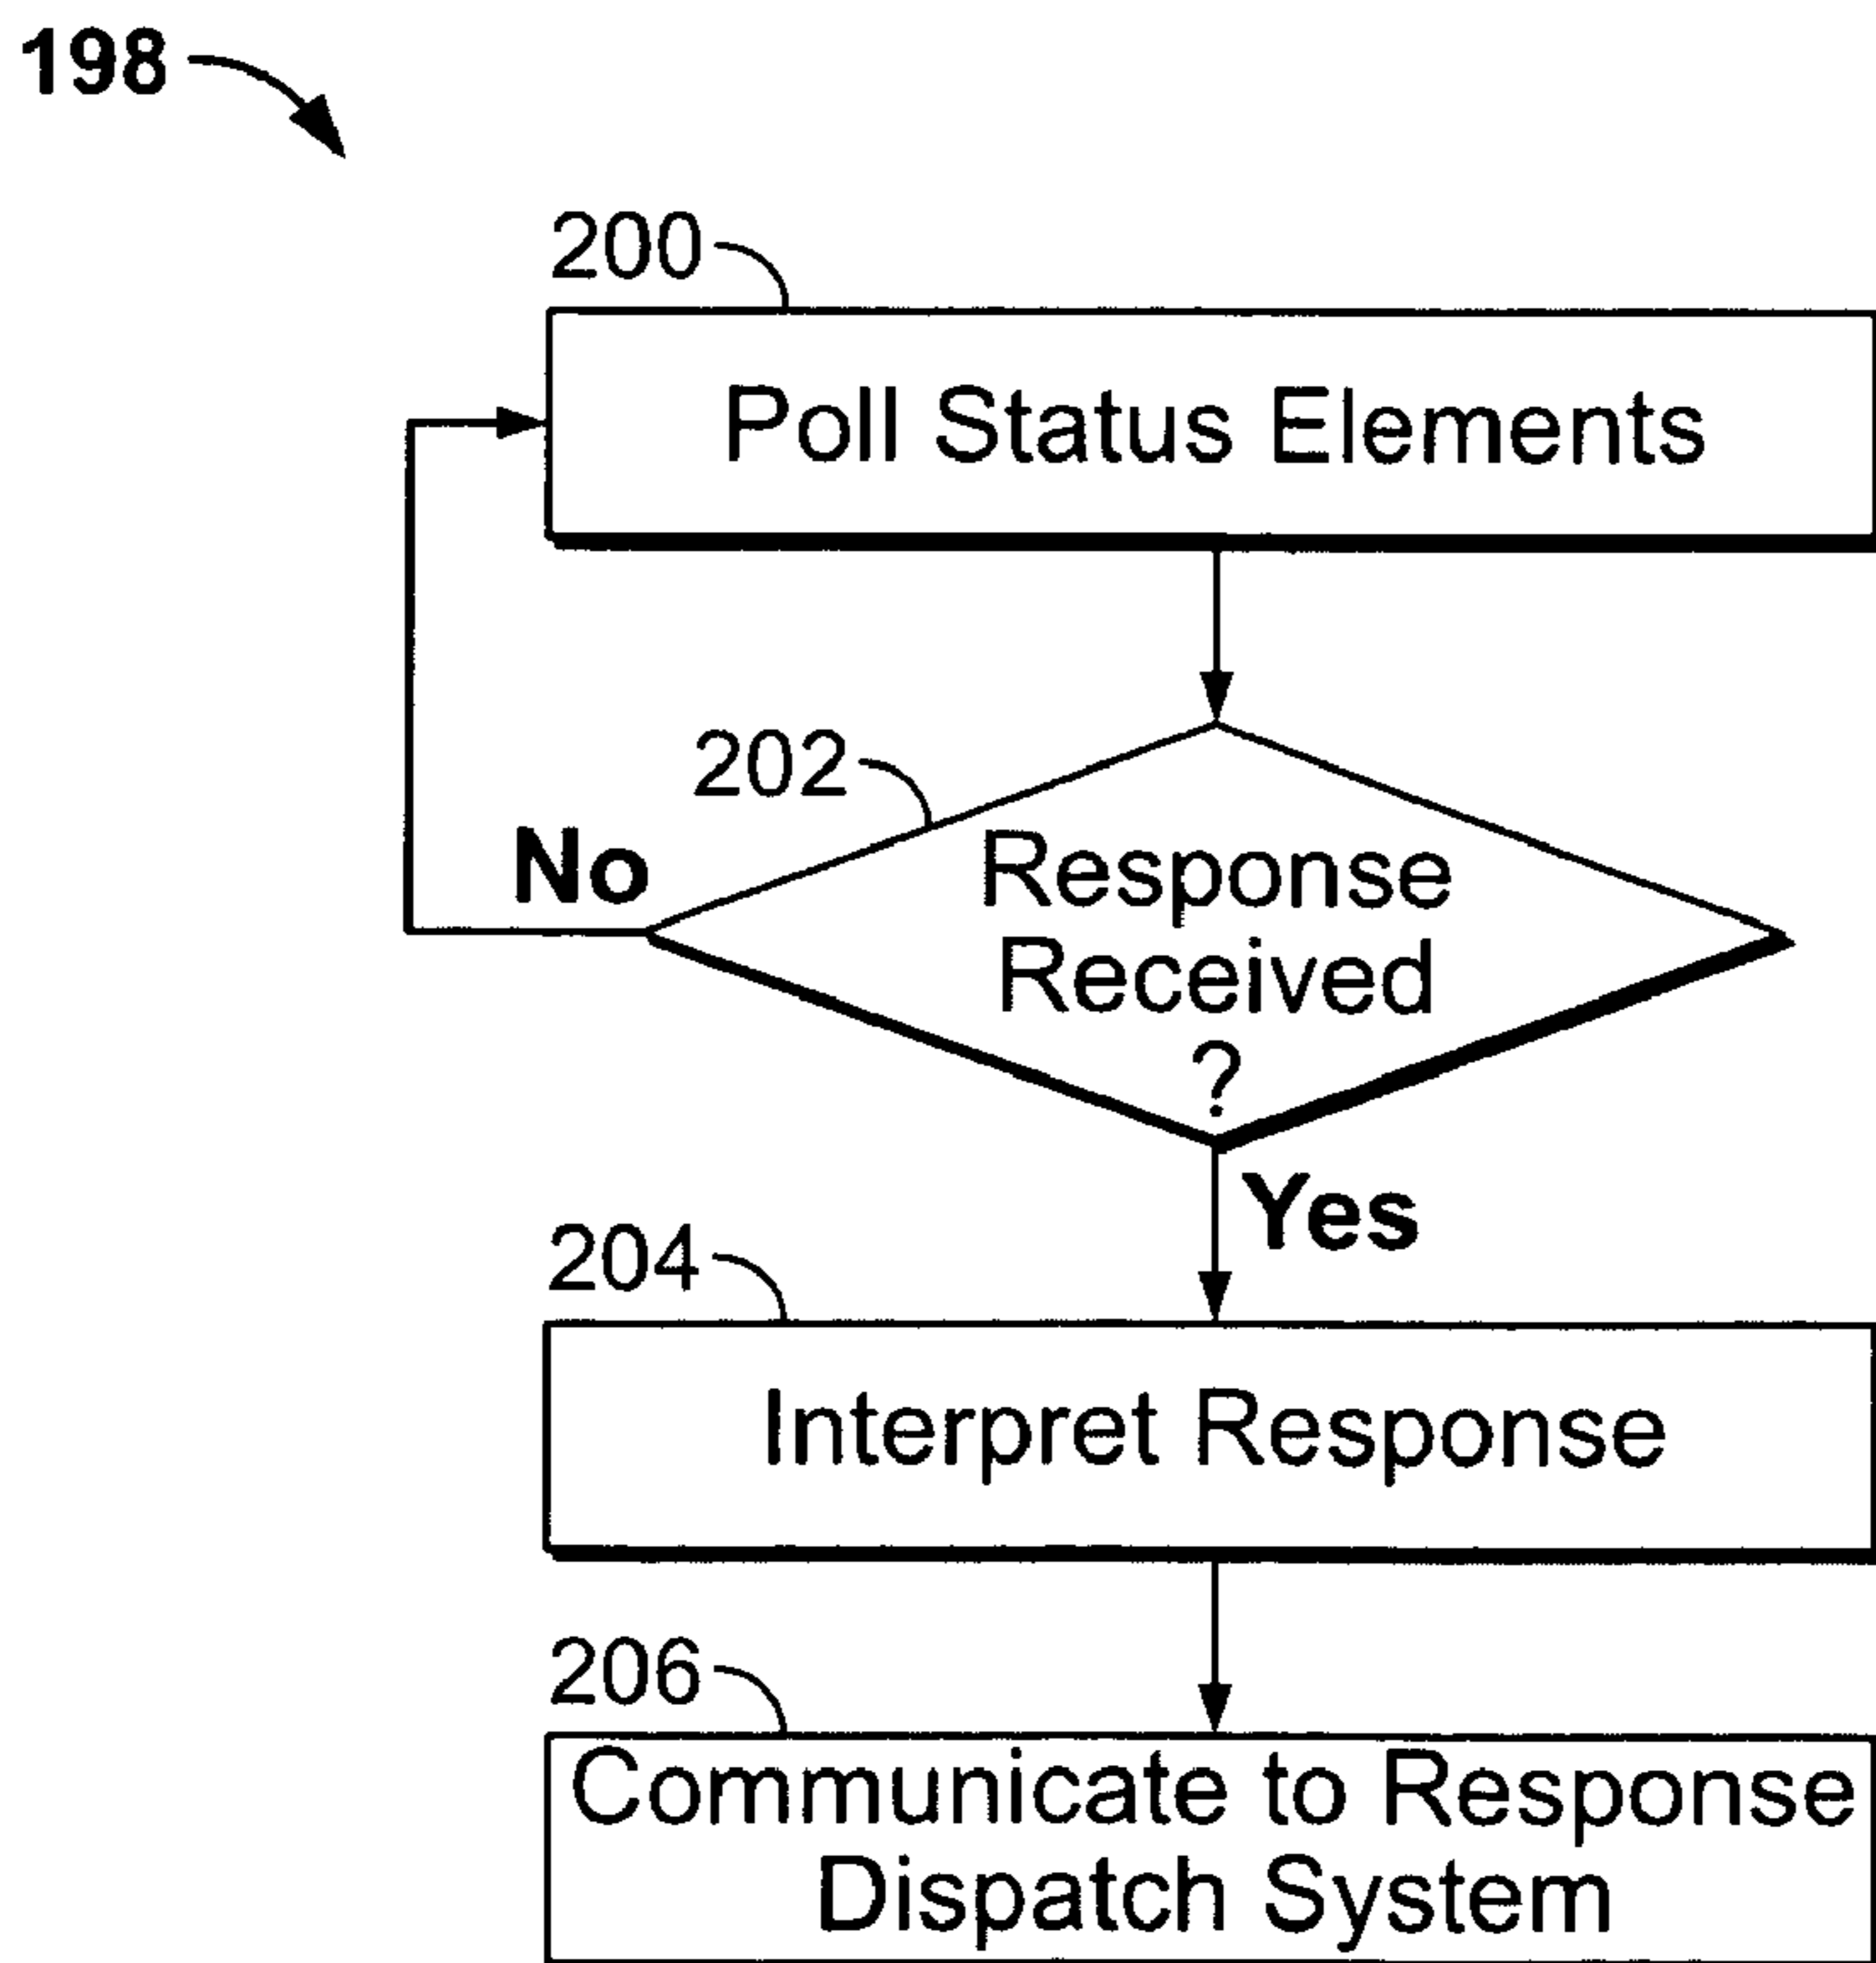 198
200
Poll Status Elements
202
No
Response
Received
?
Yes
204
Interpret Response
206
Communicate to Response
Dispatch System